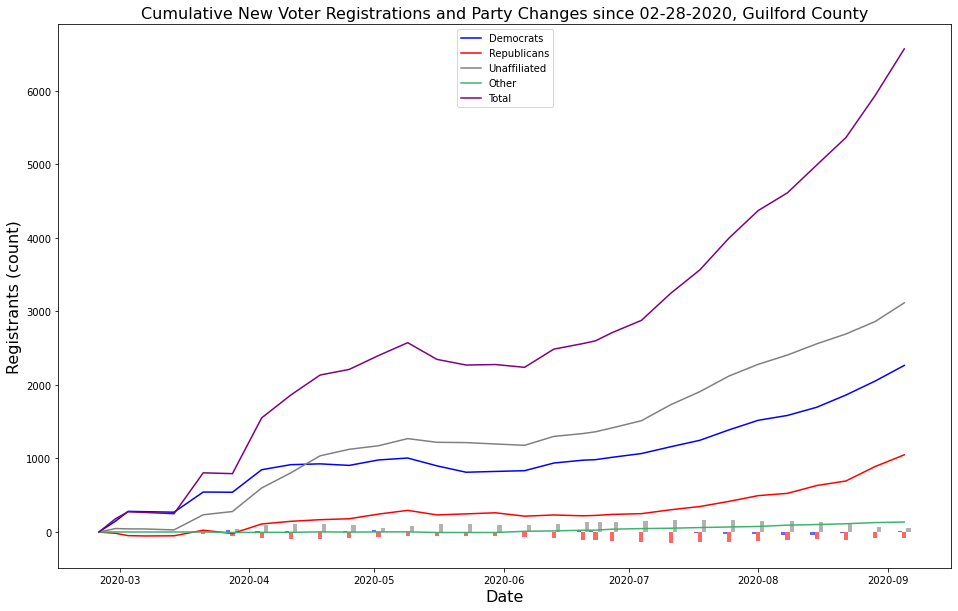 Cumulative New Voter Registrations and Party Changes since 02-28-2020, Guilford County
Democrats
Republicans
Unaffiliated
Other
Total
Registrants (count)
6000
5000
4000
3000
2000
1000
0
2020-03
2020-04
2020-05
2020-06
2020-07
2020-08
2020-09
Date